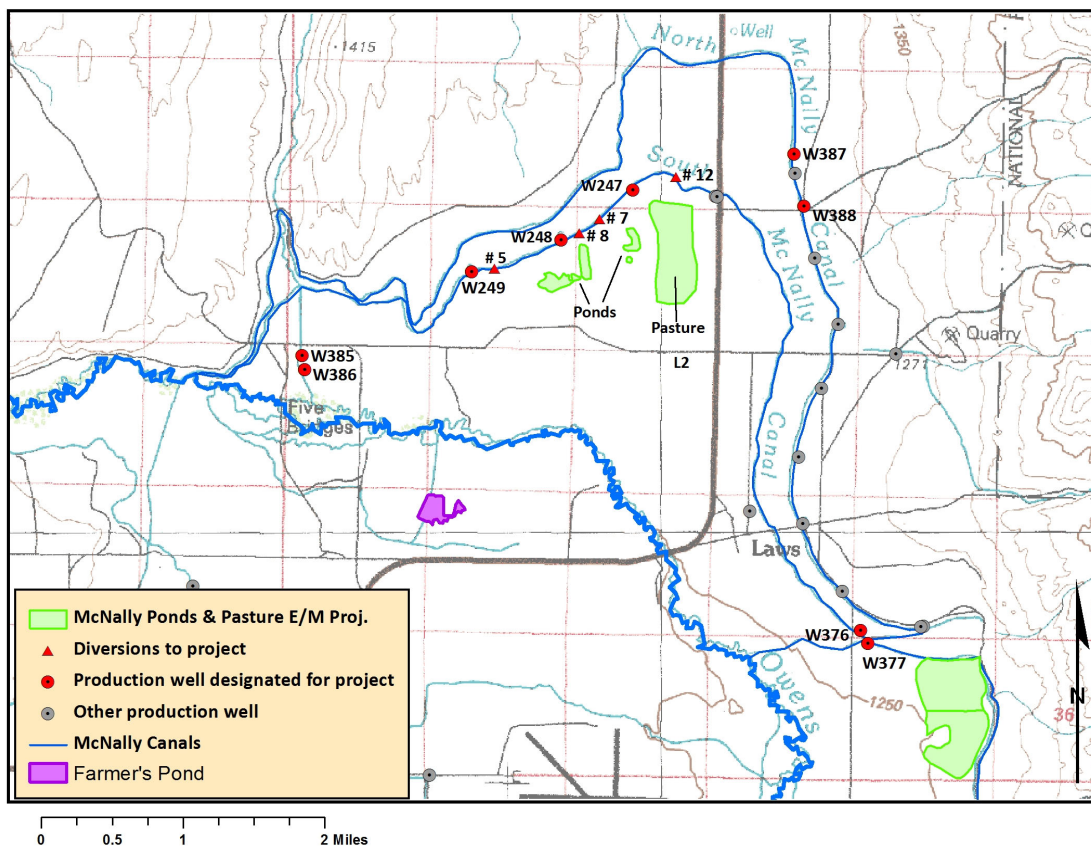 1415
North
Well
McNally
1350
NATIONAL
W387
South
# 12
W247
W388
# 7
W248
# 8
Canal
# 5
W249
McNally
Ponds
Pasture
Quarry
W385
L2
1271
W386
Five
Bridges
Canal
Laws
W376
W377
Owens
1250
36
N
McNally Ponds & Pasture E/M Proj.
Diversions to project
Production well designated for project
Other production well
McNally Canals
Farmer's Pond
0 0.5 1 2 Miles